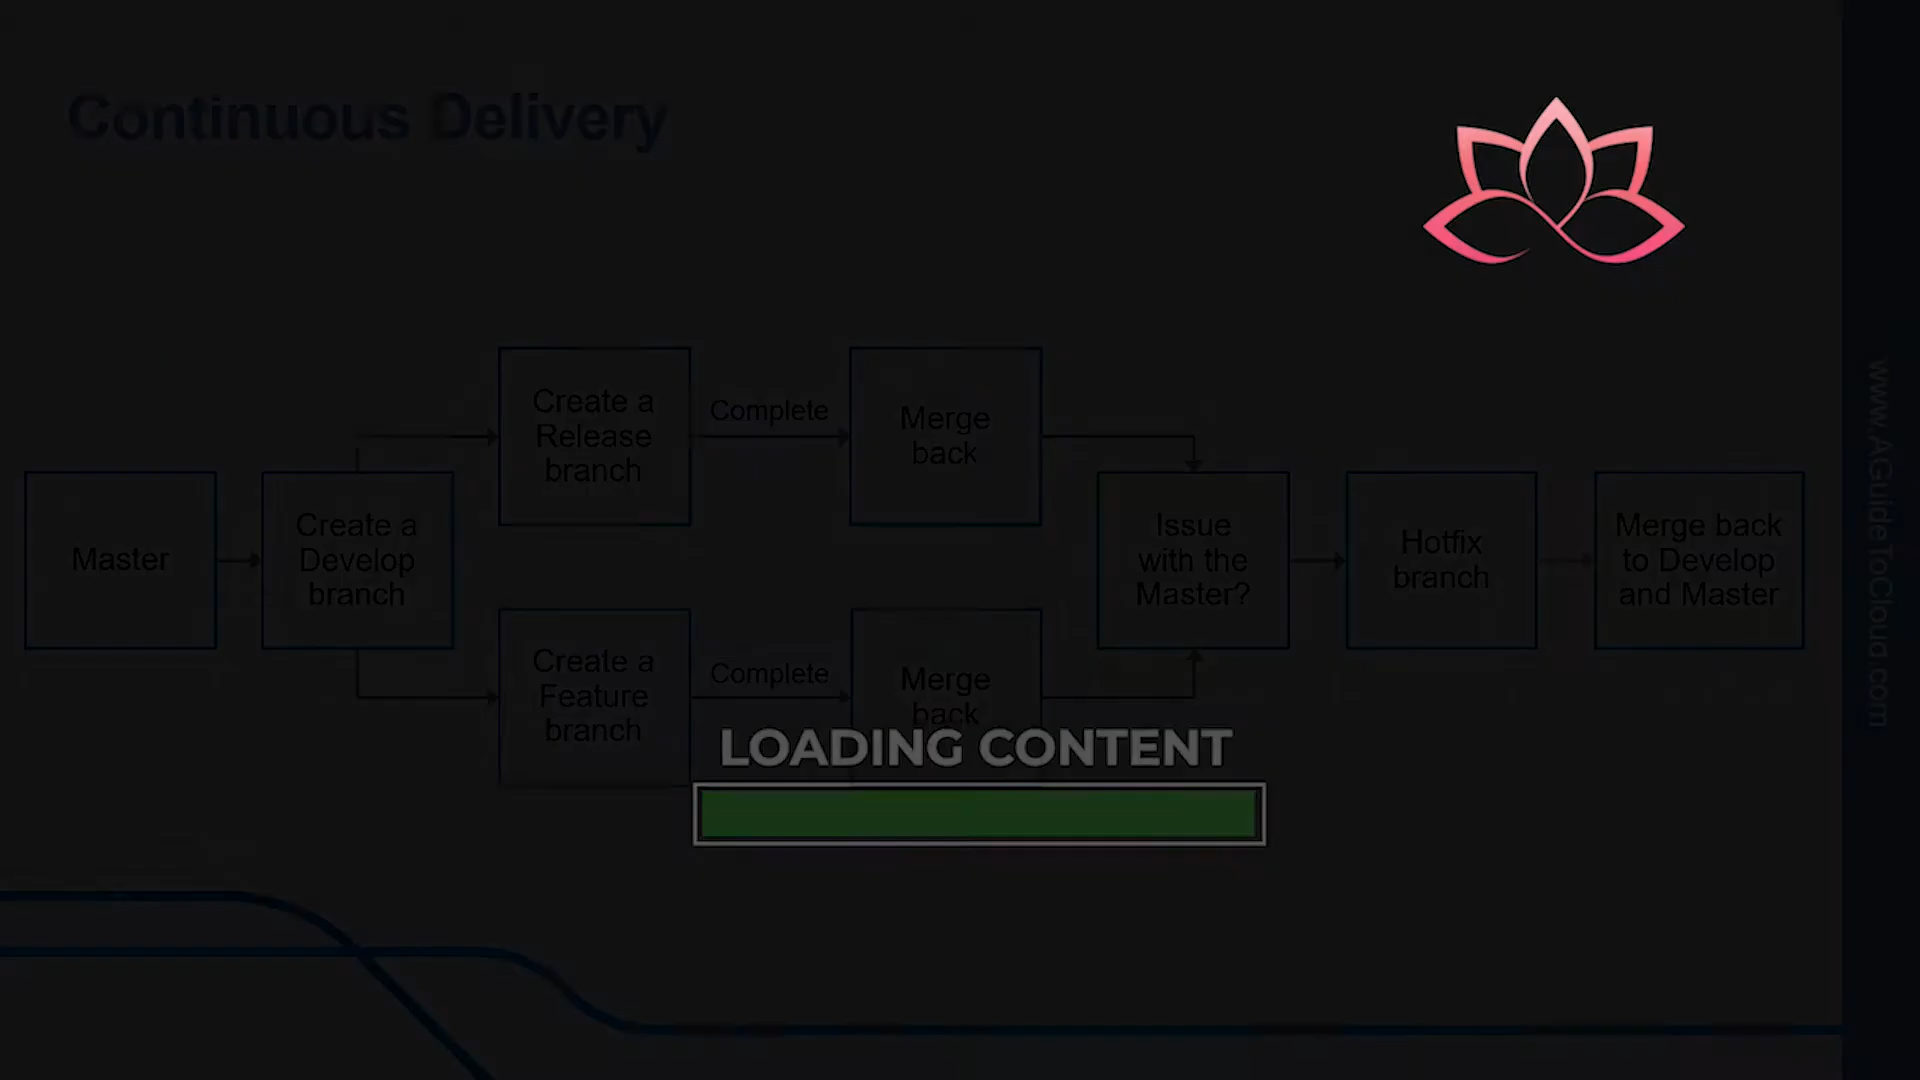 Continuous Delivery
Create a
Release
branch
Complete
Merge
back
Master
Create a
Develop
branch
Issue
with the
Master?
Hotfix
branch
Merge back
to Develop
and Master
Create a
Feature
branch
Complete
Merge
back
LOADING CONTENT
www.AGuideToCloud.com